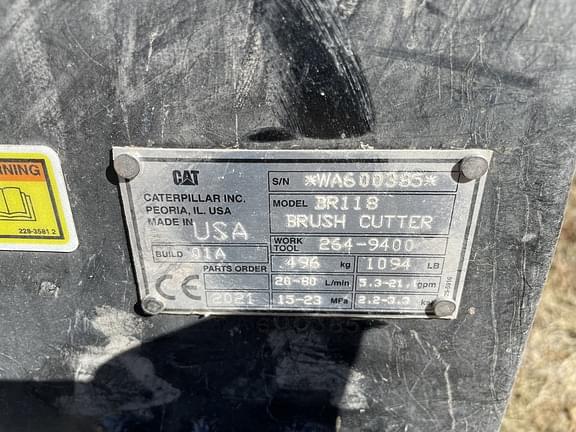 CAT
CATERPILLAR INC.
PEORIA, IL. USA
MADE IN
USA
BUILD 01A
PARTS ORDER
CE
2021
S/N *WA600385*
MODEL BR118
BRUSH CUTTER
WORK TOOL 264-9400
496 kg 1094 LB
20-80 L/min 5.3-21. gpm
15-23 MPa 2.2-3.3
NING
228-3581 2